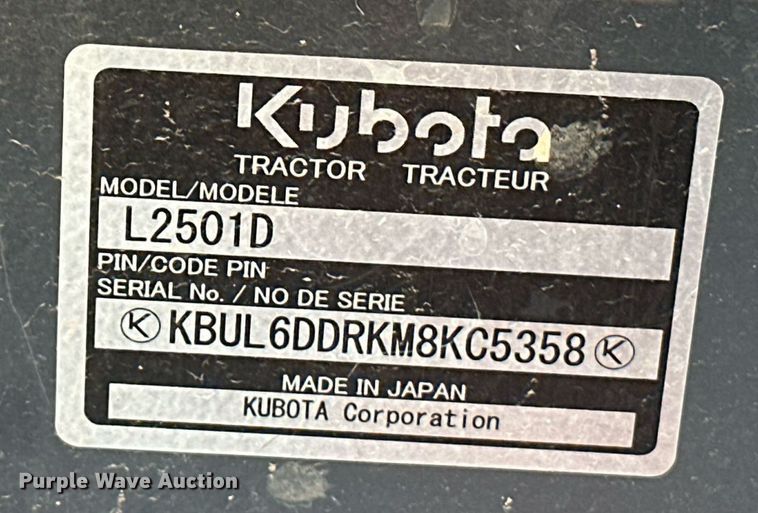 Kubota
TRACTOR TRACTEUR
MODEL/MODELE
L2501D
PIN/CODE PIN
SERIAL No. / NO DE SERIE
K KBUL6DDRKM8KC5358 K
MADE IN JAPAN
KUBOTA Corporation
Purple Wave Auction